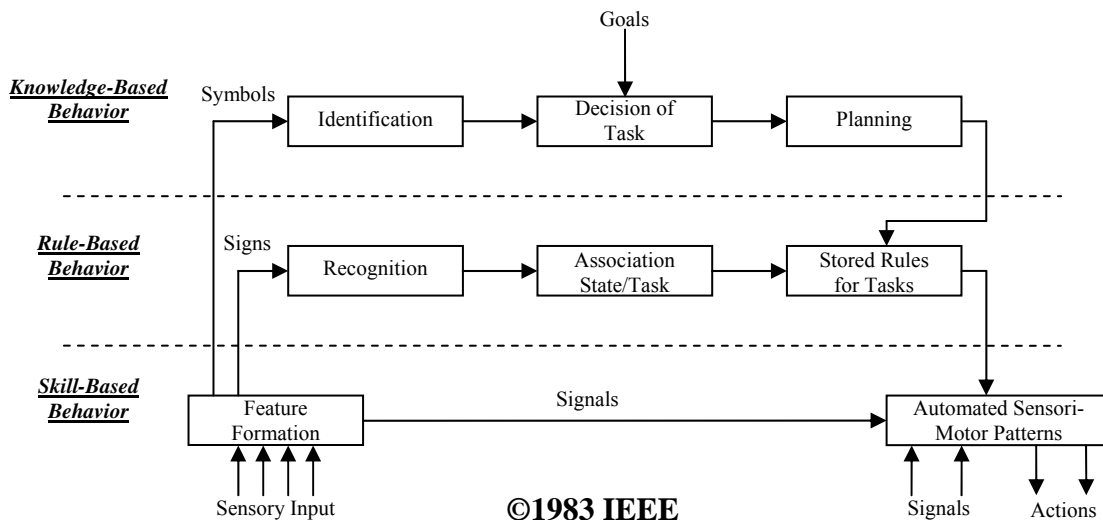 Goals
Knowledge-Based
Behavior
Symbols
Identification
Decision of
Task
Planning
Rule-Based
Behavior
Signs
Recognition
Association
State/Task
Stored Rules
for Tasks
Skill-Based
Behavior
Feature
Formation
Signals
Automated Sensori-
Motor Patterns
Sensory Input
©1983 IEEE
Signals
Actions